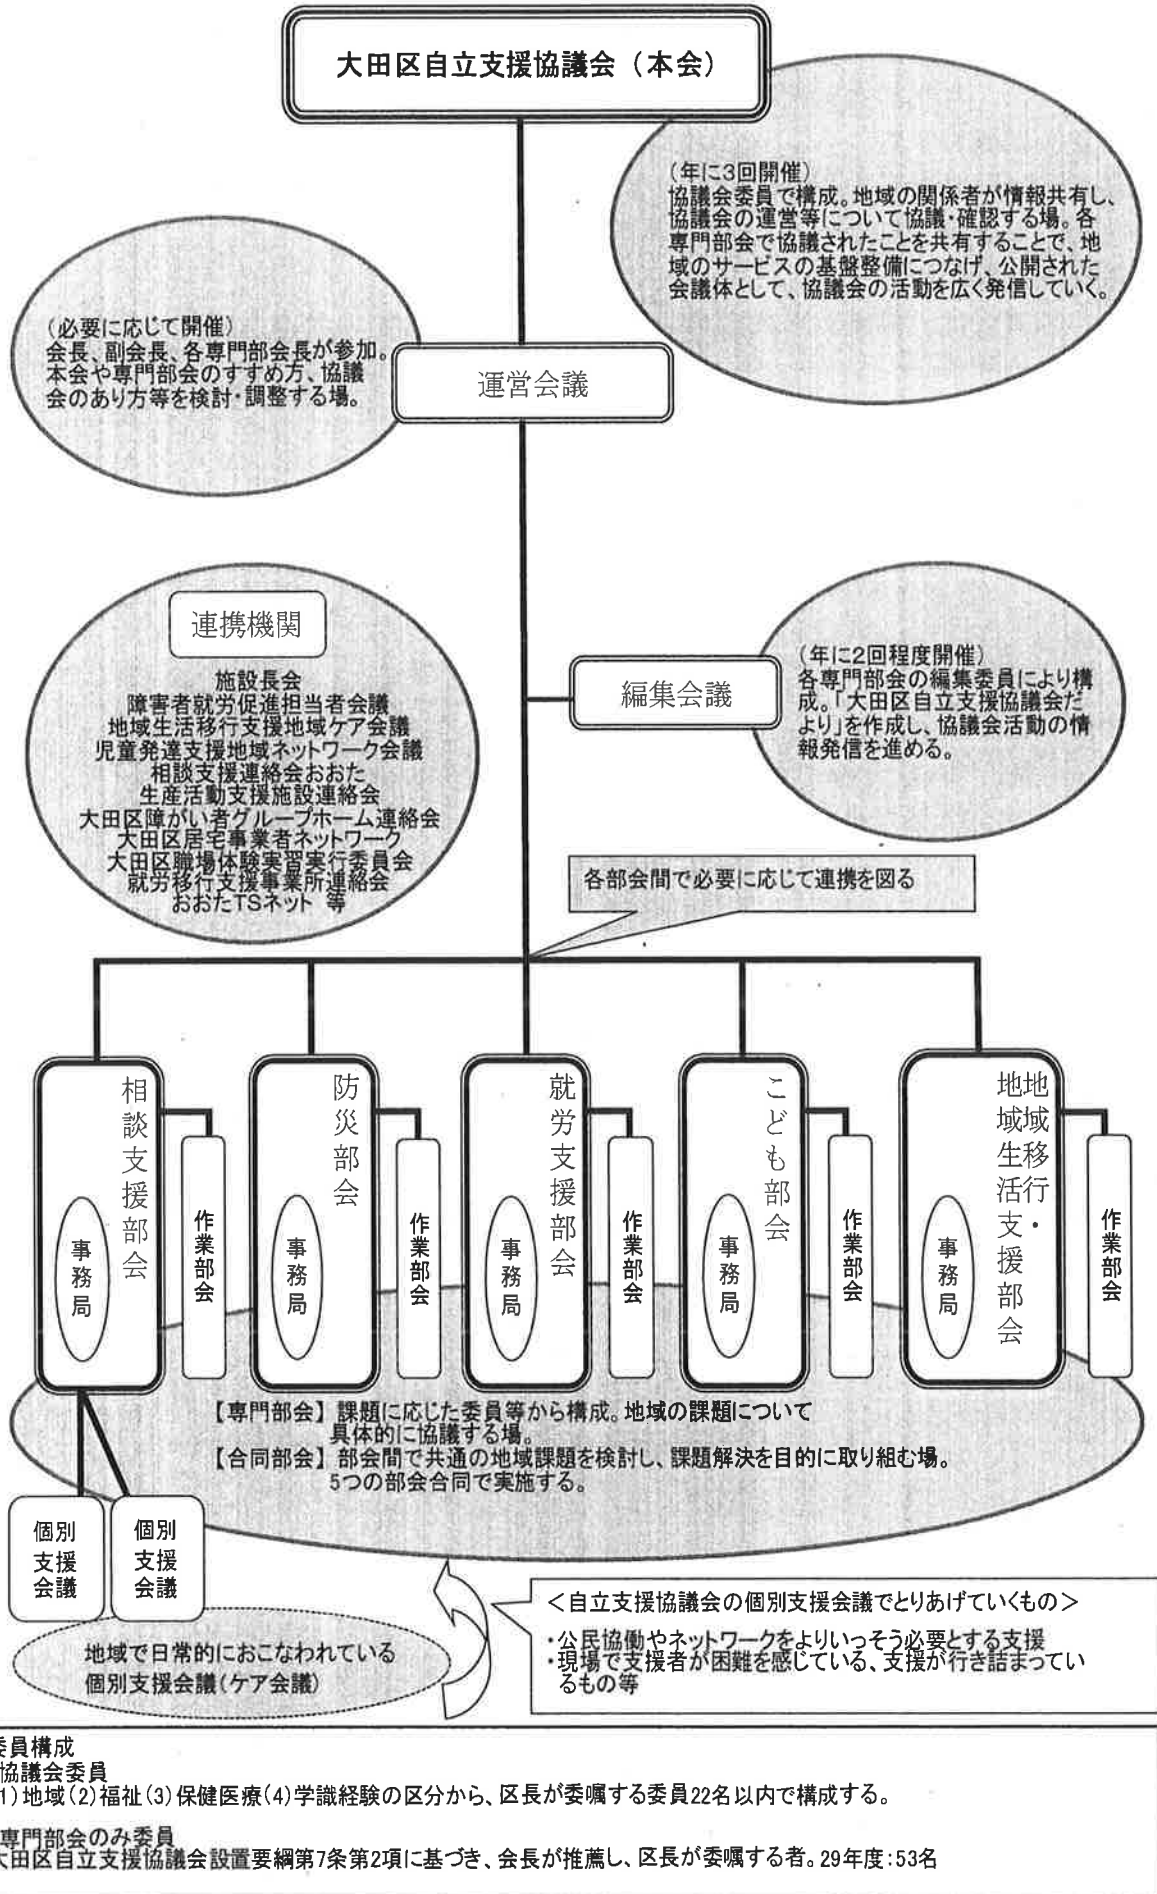 大田区自立支援協議会（本会）
（年に3回開催）
協議会委員で構成。地域の関係者が情報共有し、
協議会の運営等について協議・確認する場。各
専門部会で協議されたことを共有することで、地
域のサービスの基盤整備につなげ、公開された
会議体として、協議会の活動を広く発信していく。
（必要に応じて開催）
会長、副会長、各専門部会長が参加。
本会や専門部会のすすめ方、協議
会のあり方等を検討・調整する場。
運営会議
連携機関
施設長会
障害者就労促進担当者会議
地域生活移行支援地域ケア会議
児童発達支援地域ネットワーク会議
相談支援連絡会おおた
生産活動支援施設連絡会
大田区障がい者グループホーム連絡会
大田区居宅事業者ネットワーク
大田区職場体験実習実行委員会
就労移行支援事業所連絡会
おおたTSネット 等
編集会議
（年に2回程度開催）
各専門部会の編集委員により構
成。「大田区自立支援協議会だ
より」を作成し、協議会活動の情
報発信を進める。
各部会間で必要に応じて連携を図る
相談支援部会
事務局
作業部会
防災部会
事務局
作業部会
就労支援部会
事務局
作業部会
こども部会
事務局
作業部会
地域移行・
地域生活支援部会
事務局
作業部会
【専門部会】課題に応じた委員等から構成。地域の課題について
具体的に協議する場。
【合同部会】部会間で共通の地域課題を検討し、課題解決を目的に取り組む場。
5つの部会合同で実施する。
個別
支援
会議
個別
支援
会議
地域で日常的におこなわれている
個別支援会議（ケア会議）
＜自立支援協議会の個別支援会議でとりあげていくもの＞
・公民協働やネットワークをよりいっそう必要とする支援
・現場で支援者が困難を感じている、支援が行き詰まってい
るもの等
委員構成
協議会委員
1）地域（2）福祉（3）保健医療（4）学識経験の区分から、区長が委嘱する委員22名以内で構成する。
専門部会のみ委員
大田区自立支援協議会設置要綱第7条第2項に基づき、会長が推薦し、区長が委嘱する者。29年度：53名